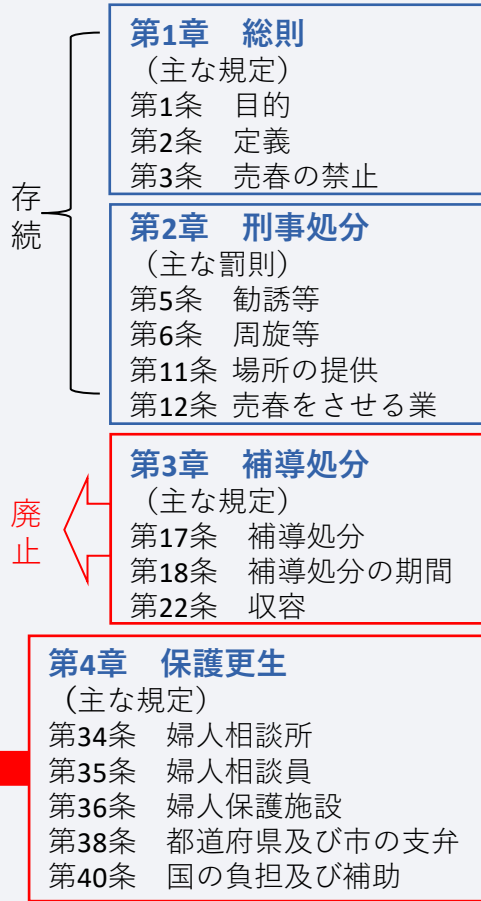 存続
第1章　総則
（主な規定）
第1条　目的
第2条　定義
第3条　売春の禁止
第2章　刑事処分
（主な罰則）
第5条　勧誘等
第6条　周旋等
第11条 場所の提供
第12条 売春をさせる業
廃止
第3章　補導処分
（主な規定）
第17条　補導処分
第18条　補導処分の期間
第22条　収容
第4章　保護更生
（主な規定）
第34条　婦人相談所
第35条　婦人相談員
第36条　婦人保護施設
第38条　都道府県及び市の支弁
第40条　国の負担及び補助